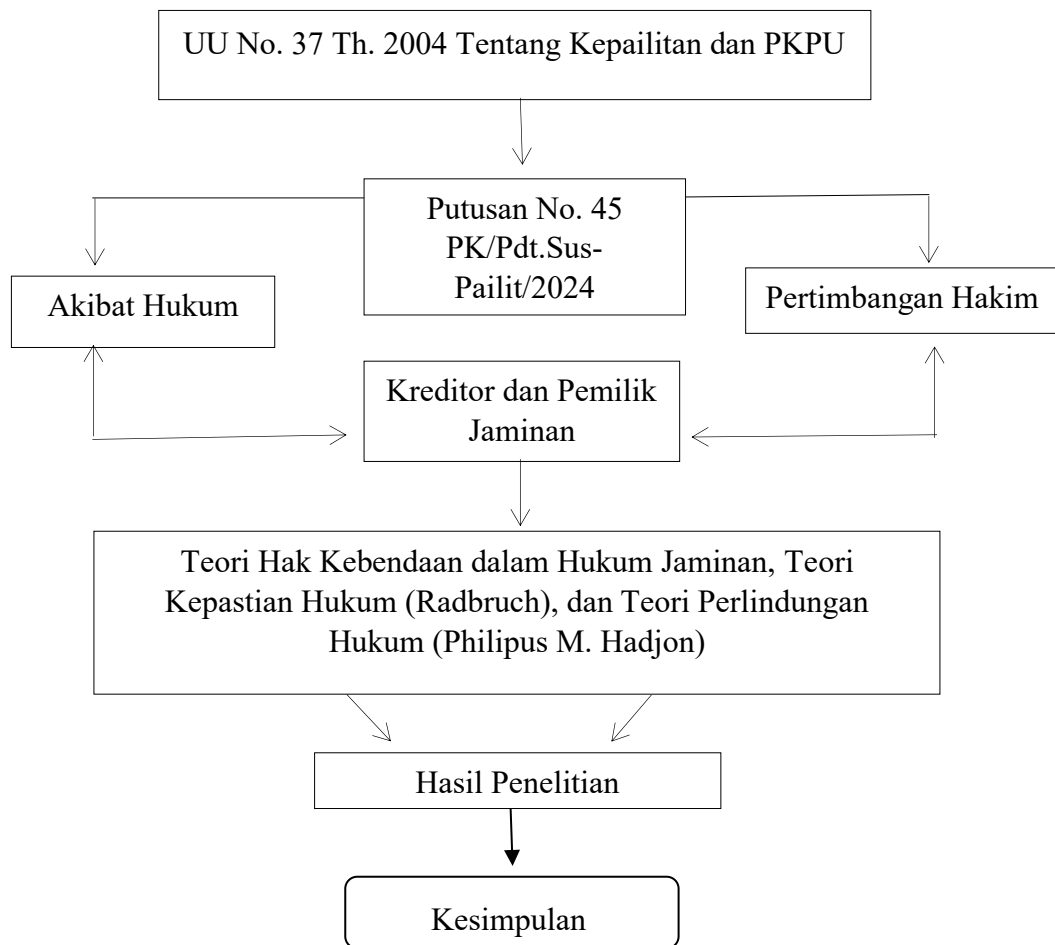 UU No. 37 Th. 2004 Tentang Kepailitan dan PKPU
Putusan No. 45
PK/Pdt.Sus-
Pailit/2024
Akibat Hukum
Pertimbangan Hakim
Kreditor dan Pemilik
Jaminan
Teori Hak Kebendaan dalam Hukum Jaminan, Teori
Kepastian Hukum (Radbruch), dan Teori Perlindungan
Hukum (Philipus M. Hadjon)
Hasil Penelitian
Kesimpulan